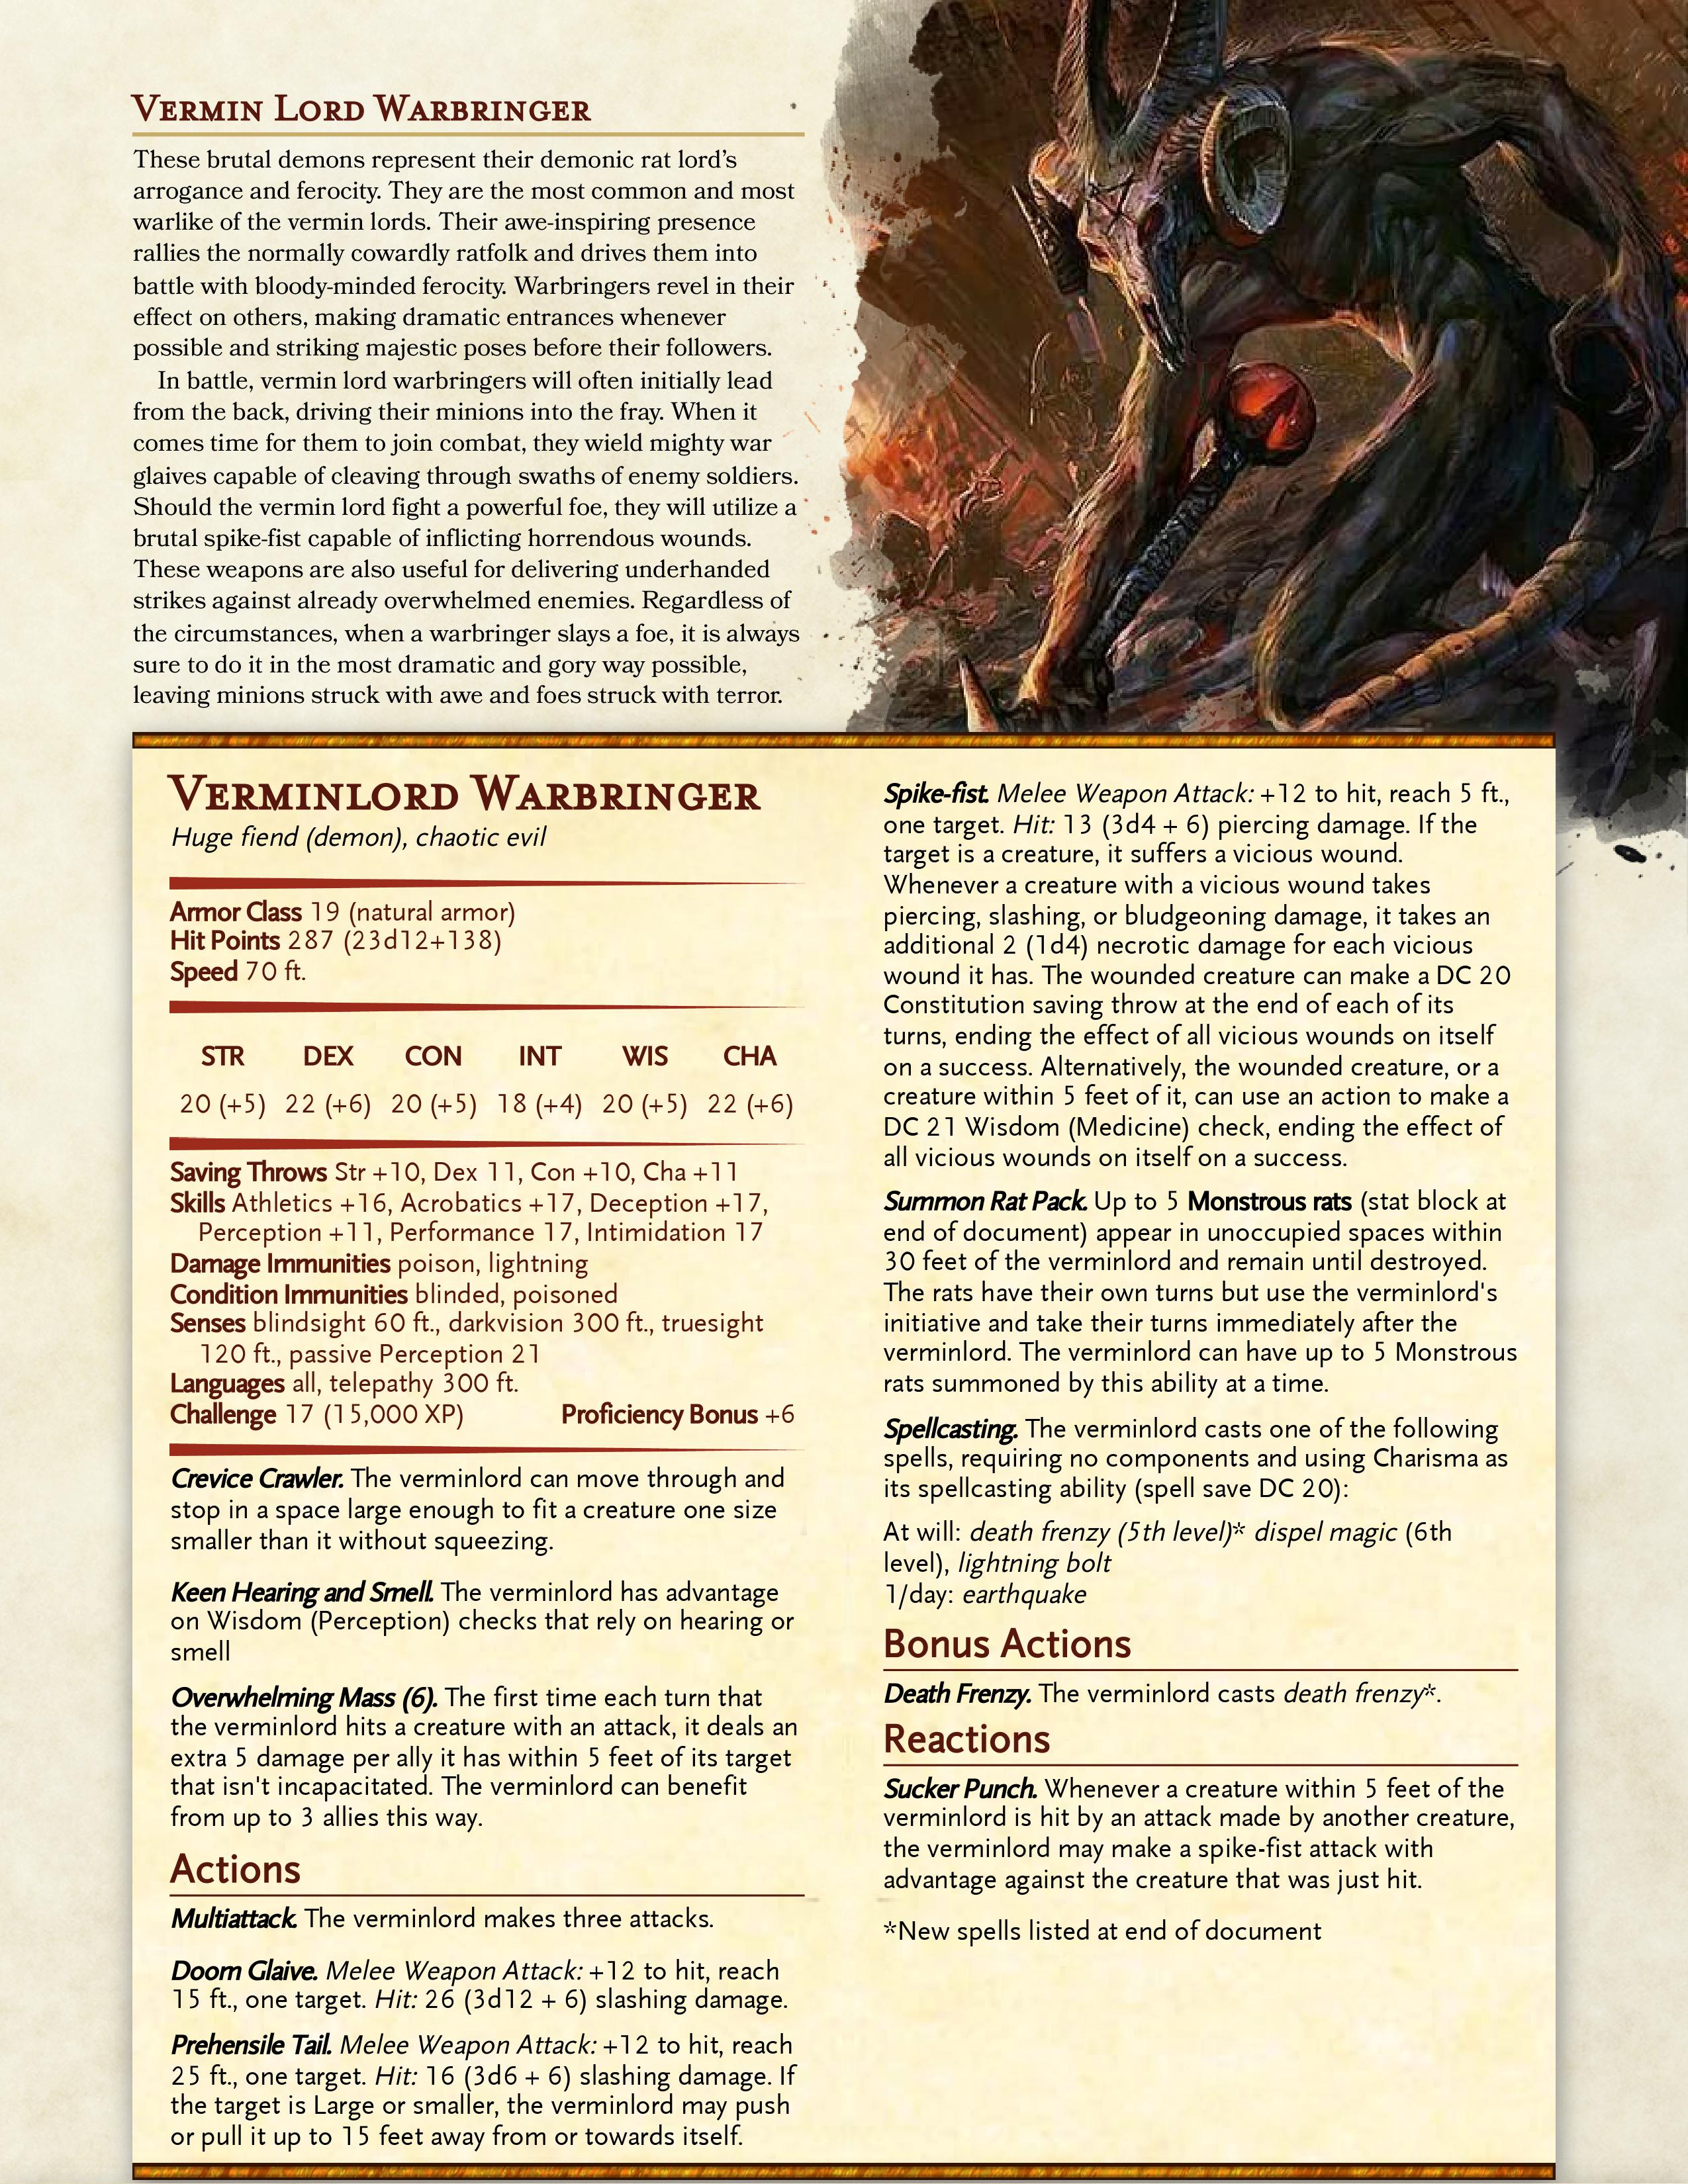 Vermin Lord Warbringer
These brutal demons represent their demonic rat lord's
arrogance and ferocity. They are the most common and most
warlike of the vermin lords. Their awe-inspiring presence
rallies the normally cowardly ratfolk and drives them into
battle with bloody-minded ferocity. Warbringers revel in their
effect on others, making dramatic entrances whenever
possible and striking majestic poses before their followers.
In battle, vermin lord warbringers will often initially lead
from the back, driving their minions into the fray. When it
comes time for them to join combat, they wield mighty war
glaives capable of cleaving through swaths of enemy soldiers.
Should the vermin lord fight a powerful foe, they will utilize a
brutal spike-fist capable of inflicting horrendous wounds.
These weapons are also useful for delivering underhanded
strikes against already overwhelmed enemies. Regardless of
the circumstances, when a warbringer slays a foe, it is always
sure to do it in the most dramatic and gory way possible,
leaving minions struck with awe and foes struck with terror.
Verminlord Warbringer
Huge fiend (demon), chaotic evil
Armor Class 19 (natural armor)
Hit Points 287 (23d12+138)
Speed 70 ft.
STR DEX CON INT WIS CHA
20 (+5) 22 (+6) 20 (+5) 18 (+4) 20 (+5) 22 (+6)
Saving Throws Str +10, Dex 11, Con +10, Cha +11
Skills Athletics +16, Acrobatics +17, Deception +17,
Perception +11, Performance 17, Intimidation 17
Damage Immunities poison, lightning
Condition Immunities blinded, poisoned
Senses blindsight 60 ft., darkvision 300 ft., truesight
120 ft., passive Perception 21
Languages all, telepathy 300 ft.
Challenge 17 (15,000 XP) Proficiency Bonus +6
Crevice Crawler. The verminlord can move through and
stop in a space large enough to fit a creature one size
smaller than it without squeezing.
Keen Hearing and Smell. The verminlord has advantage
on Wisdom (Perception) checks that rely on hearing or
smell
Overwhelming Mass (6). The first time each turn that
the verminlord hits a creature with an attack, it deals an
extra 5 damage per ally it has within 5 feet of its target
that isn't incapacitated. The verminlord can benefit
from up to 3 allies this way.
Actions
Multiattack. The verminlord makes three attacks.
Doom Glaive. Melee Weapon Attack: +12 to hit, reach
15 ft., one target. Hit: 26 (3d12 + 6) slashing damage.
Prehensile Tail. Melee Weapon Attack: +12 to hit, reach
25 ft., one target. Hit: 16 (3d6 + 6) slashing damage. If
the target is Large or smaller, the verminlord may push
or pull it up to 15 feet away from or towards itself.
Spike-fist. Melee Weapon Attack: +12 to hit, reach 5 ft.,
one target. Hit: 13 (3d4 + 6) piercing damage. If the
target is a creature, it suffers a vicious wound.
Whenever a creature with a vicious wound takes
piercing, slashing, or bludgeoning damage, it takes an
additional 2 (1d4) necrotic damage for each vicious
wound it has. The wounded creature can make a DC 20
Constitution saving throw at the end of each of its
turns, ending the effect of all vicious wounds on itself
on a success. Alternatively, the wounded creature, or a
creature within 5 feet of it, can use an action to make a
DC 21 Wisdom (Medicine) check, ending the effect of
all vicious wounds on itself on a success.
Summon Rat Pack. Up to 5 Monstrous rats (stat block at
end of document) appear in unoccupied spaces within
30 feet of the verminlord and remain until destroyed.
The rats have their own turns but use the verminlord's
initiative and take their turns immediately after the
verminlord. The verminlord can have up to 5 Monstrous
rats summoned by this ability at a time.
Spellcasting. The verminlord casts one of the following
spells, requiring no components and using Charisma as
its spellcasting ability (spell save DC 20):
At will: death frenzy (5th level)* dispel magic (6th
level), lightning bolt
1/day: earthquake
Bonus Actions
Death Frenzy. The verminlord casts death frenzy*.
Reactions
Sucker Punch. Whenever a creature within 5 feet of the
verminlord is hit by an attack made by another creature,
the verminlord may make a spike-fist attack with
advantage against the creature that was just hit.
*New spells listed at end of document